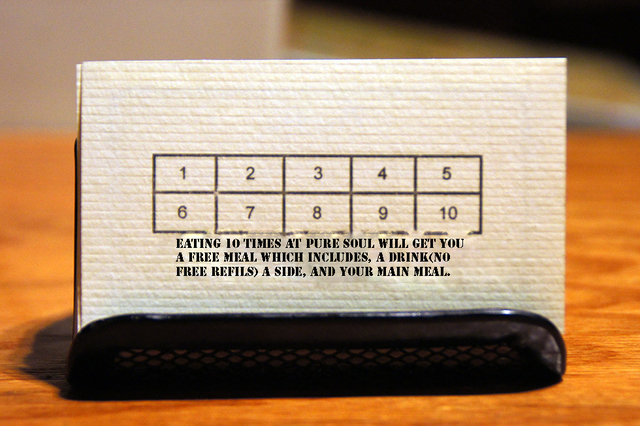 1 2 3 4 5
6 7 8 9 10
EATING 10 TIMES AT PURE SOUL WILL GET YOU
A FREE MEAL WHICH INCLUDES, A DRINK(NO
FREE REFILS) A SIDE, AND YOUR MAIN MEAL.